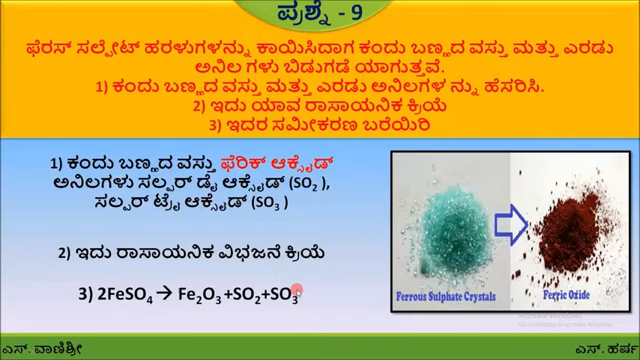 ಪ್ರಶ್ನೆ - 9
ಫೆರಸ್ ಸಲ್ಫೇಟ್ ಹರಳುಗಳನ್ನು ಕಾಯಿಸಿದಾಗ ಕಂದು ಬಣ್ಣದ ವಸ್ತು ಮತ್ತು ಎರಡು
ಅನಿಲ ಗಳು ಬಿಡುಗಡೆ ಯಾಗುತ್ತವೆ.
1) ಕಂದು ಬಣ್ಣದ ವಸ್ತು ಮತ್ತು ಎರಡು ಅನಿಲಗಳ ನ್ನು ಹೆಸರಿಸಿ.
2) ಇದು ಯಾವ ರಾಸಾಯನಿಕ ಕ್ರಿಯೆ
3) ಇದರ ಸಮೀಕರಣ ಬರೆಯಿರಿ
1) ಕಂದು ಬಣ್ಣದ ವಸ್ತು ಫೆರಿಕ್ ಆಕ್ಸೈಡ್
ಅನಿಲಗಳು ಸಲ್ಫರ್ ಡೈ ಆಕ್ಸೈಡ್ (SO₂ ),
ಸಲ್ಫರ್ ಟ್ರೈ ಆಕ್ಸೈಡ್ (SO₃ )
2) ಇದು ರಾಸಾಯನಿಕ ವಿಭಜನೆ ಕ್ರಿಯೆ
3) 2FeSO₄ → Fe₂O₃ +SO₂+SO₃
Ferrous Sulphate Crystals
Ferric Oxide
ಎಸ್. ವಾಣಿಶ್ರೀ
ಎಸ್. ಹರ್ಷ